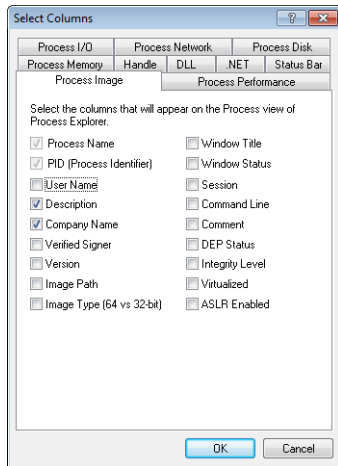 Select Columns
Process I/O Process Network Process Disk
Process Memory Handle DLL .NET Status Bar
Process Image Process Performance
Select the columns that will appear on the Process view of
Process Explorer.
Process Name Window Title
PID (Process Identifier) Window Status
User Name Session
Description Command Line
Company Name Comment
Verified Signer DEP Status
Version Integrity Level
Image Path Virtualized
Image Type (64 vs 32-bit) ASLR Enabled
OK Cancel